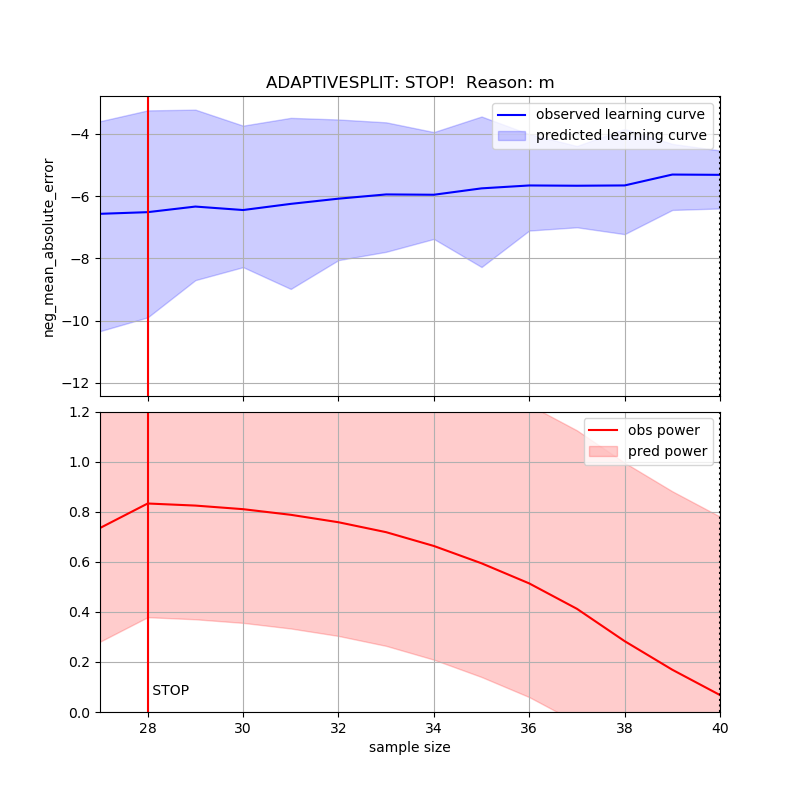 ADAPTIVESPLIT: STOP!  Reason: m
observed learning curve
predicted learning curve
neg_mean_absolute_error
−4
−6
−8
−10
−12
obs power
pred power
1.2
1.0
0.8
0.6
0.4
0.2
0.0
STOP
28
30
32
34
36
38
40
sample size